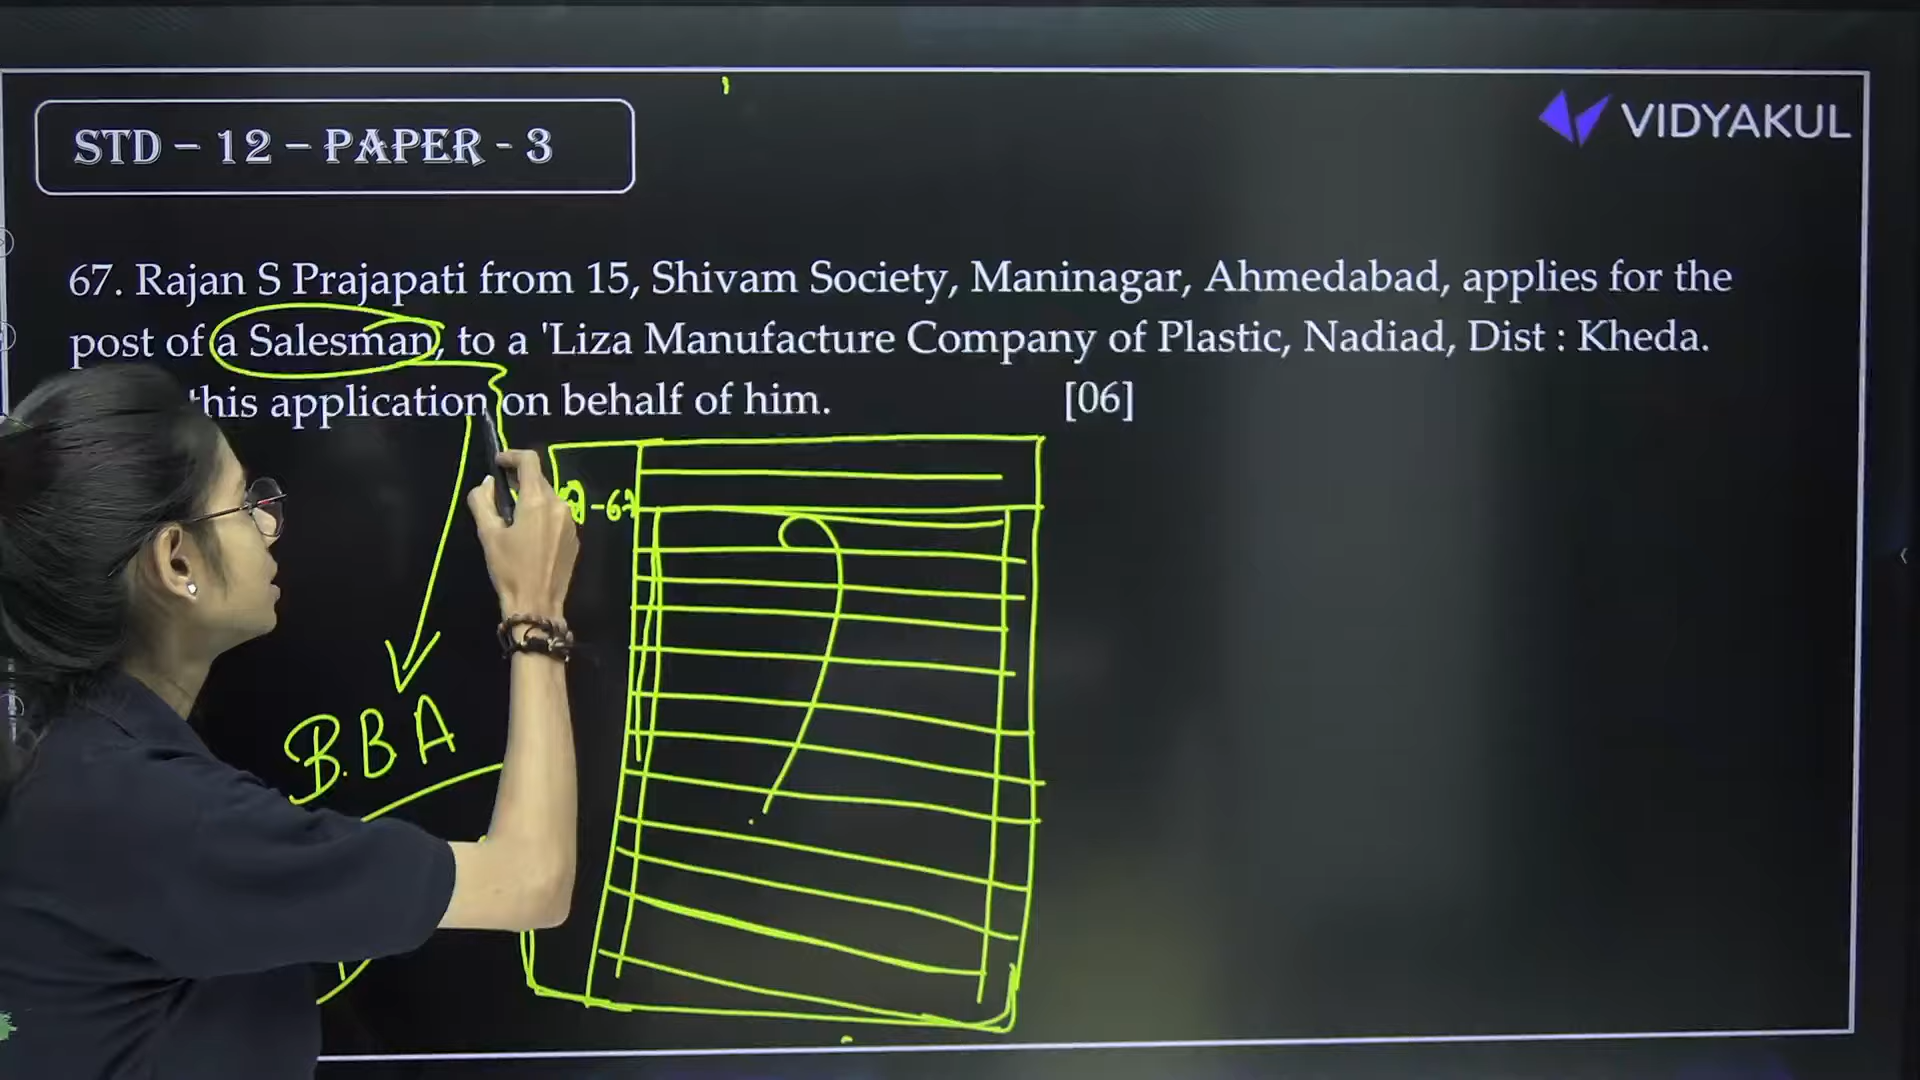 STD – 12 – PAPER - 3
VIDYAKUL
67. Rajan S Prajapati from 15, Shivam Society, Maninagar, Ahmedabad, applies for the
post of a Salesman, to a 'Liza Manufacture Company of Plastic, Nadiad, Dist : Kheda.
this application on behalf of him. [06]
-67
B.B A